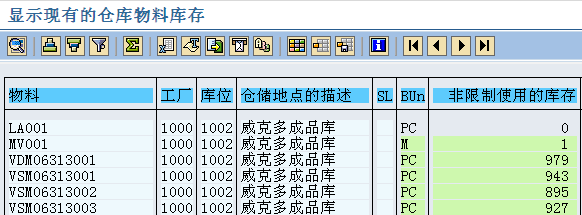 显示现有的仓库物料库存
物料 工厂 库位 仓储地点的描述 SL BUn 非限制使用的库存
LA001 1000 1002 威克多成品库 PC 0
MV001 1000 1002 威克多成品库 M 1
VDM06313001 1000 1002 威克多成品库 PC 979
VSM06313001 1000 1002 威克多成品库 PC 943
VSM06313002 1000 1002 威克多成品库 PC 895
VSM06313003 1000 1002 威克多成品库 PC 927